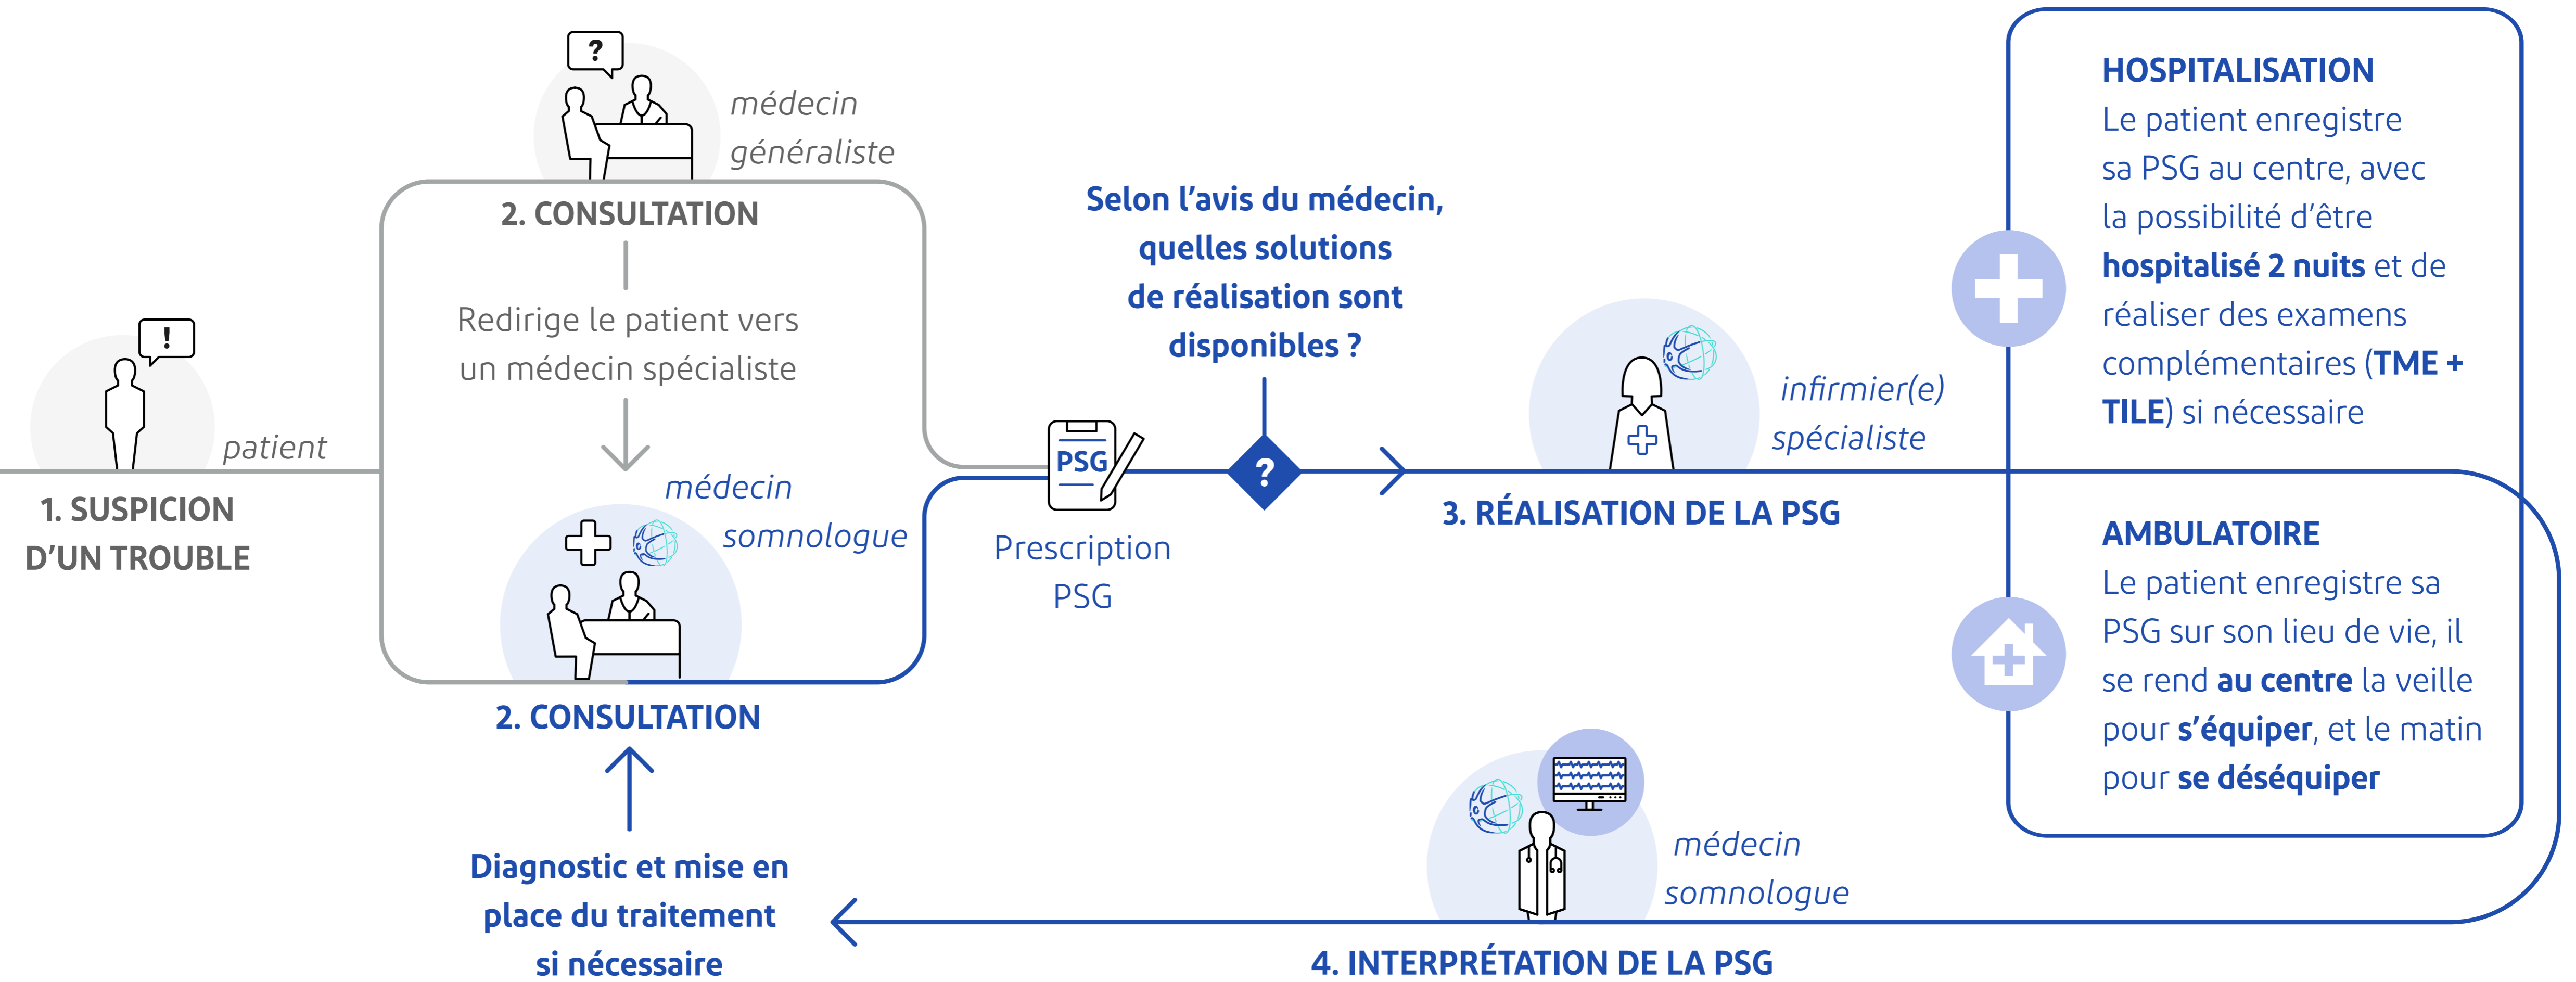 !
patient
1. SUSPICION
D’UN TROUBLE
?
médecin
généraliste
2. CONSULTATION
Redirige le patient vers
un médecin spécialiste
médecin
somnologue
2. CONSULTATION
PSG
Prescription
PSG
Selon l’avis du médecin,
quelles solutions
de réalisation sont
disponibles ?
?
infirmier(e)
spécialiste
3. RÉALISATION DE LA PSG
HOSPITALISATION
Le patient enregistre
sa PSG au centre, avec
la possibilité d’être
hospitalisé 2 nuits et de
réaliser des examens
complémentaires (TME +
TILE) si nécessaire
AMBULATOIRE
Le patient enregistre sa
PSG sur son lieu de vie, il
se rend au centre la veille
pour s’équiper, et le matin
pour se déséquiper
médecin
somnologue
4. INTERPRÉTATION DE LA PSG
Diagnostic et mise en
place du traitement
si nécessaire